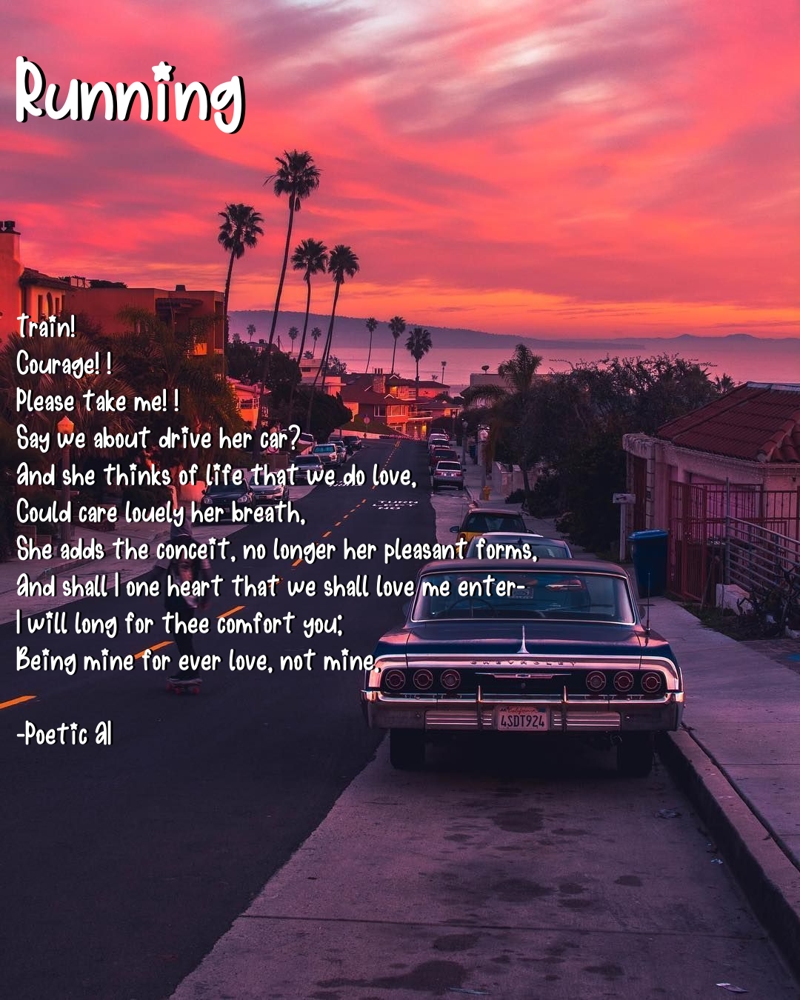 Running
Train!
Courage! !
Please take me! !
Say we about drive her car?
And she thinks of life that we do love,
Could care louely her breath,
She adds the conceit, no longer her pleasant forms,
And shall I one heart that we shall love me enter-
I will long for thee comfort you;
Being mine for ever love, not mine.
-Poetic AI
CHEVROLET
4SDT924